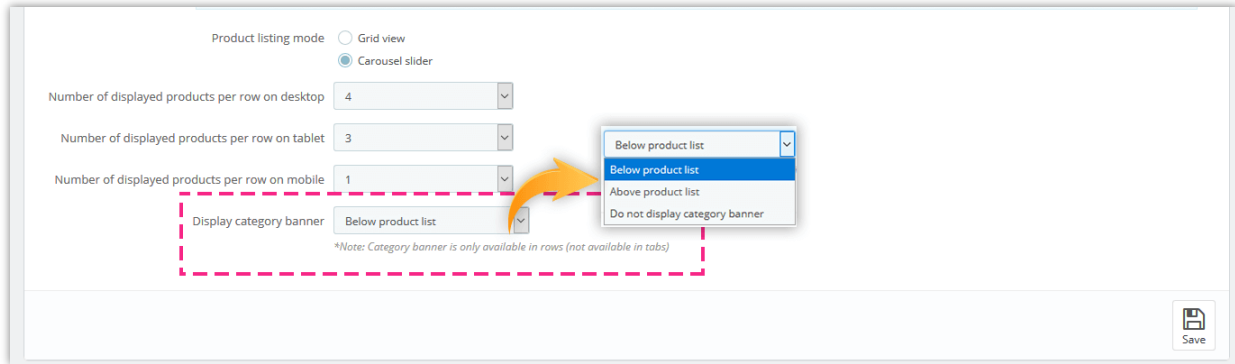 Product listing mode Grid view
Carousel slider
Number of displayed products per row on desktop 4
Number of displayed products per row on tablet 3
Number of displayed products per row on mobile 1
Display category banner Below product list
*Note: Category banner is only available in rows (not available in tabs)
Below product list
Below product list
Above product list
Do not display category banner
Save